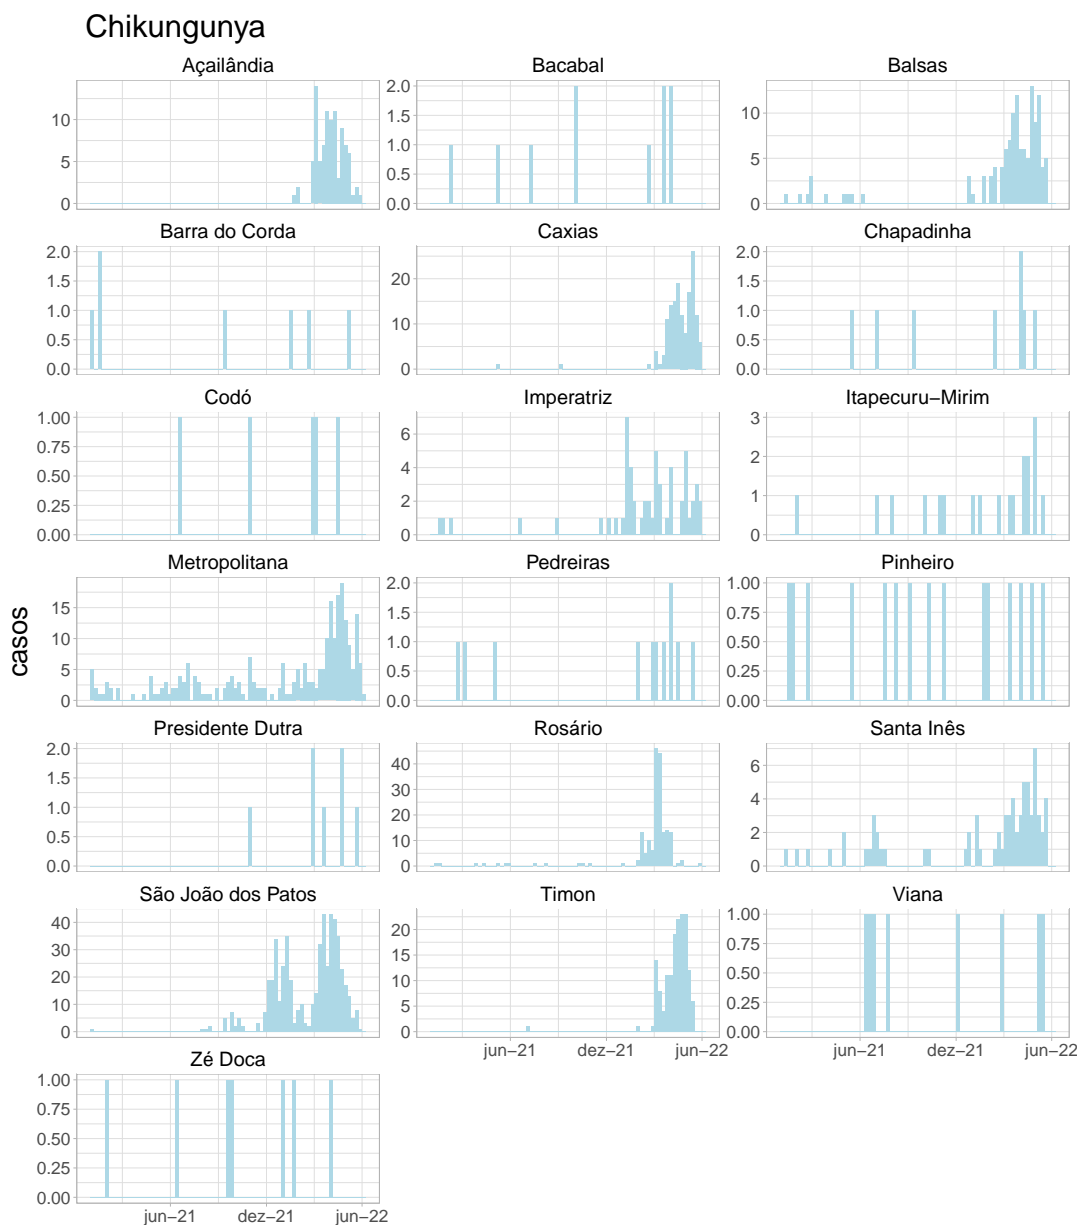 Chikungunya
Açailândia
Bacabal
Balsas
10
5
0
2.0
1.5
1.0
0.5
0.0
10
5
0
Barra do Corda
Caxias
Chapadinha
2.0
1.5
1.0
0.5
0.0
20
10
0
2.0
1.5
1.0
0.5
0.0
Codó
Imperatriz
Itapecuru−Mirim
1.00
0.75
0.50
0.25
0.00
6
4
2
0
3
2
1
0
Metropolitana
Pedreiras
Pinheiro
15
10
5
0
2.0
1.5
1.0
0.5
0.0
1.00
0.75
0.50
0.25
0.00
casos
Presidente Dutra
Rosário
Santa Inês
2.0
1.5
1.0
0.5
0.0
40
30
20
10
0
6
4
2
0
São João dos Patos
Timon
Viana
40
30
20
10
0
20
15
10
5
0
1.00
0.75
0.50
0.25
0.00
jun−21
dez−21
jun−22
jun−21
dez−21
jun−22
Zé Doca
1.00
0.75
0.50
0.25
0.00
jun−21
dez−21
jun−22